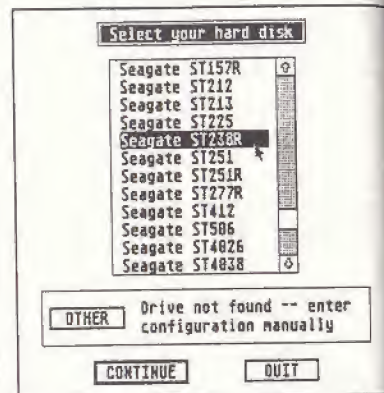 Select your hard disk
Seagate ST157R
Seagate ST212
Seagate ST213
Seagate ST225
Seagate ST238R
Seagate ST251
Seagate ST251R
Seagate ST277R
Seagate ST412
Seagate ST506
Seagate ST4026
Seagate ST4038
OTHER
Drive not found -- enter
configuration manually
CONTINUE
QUIT